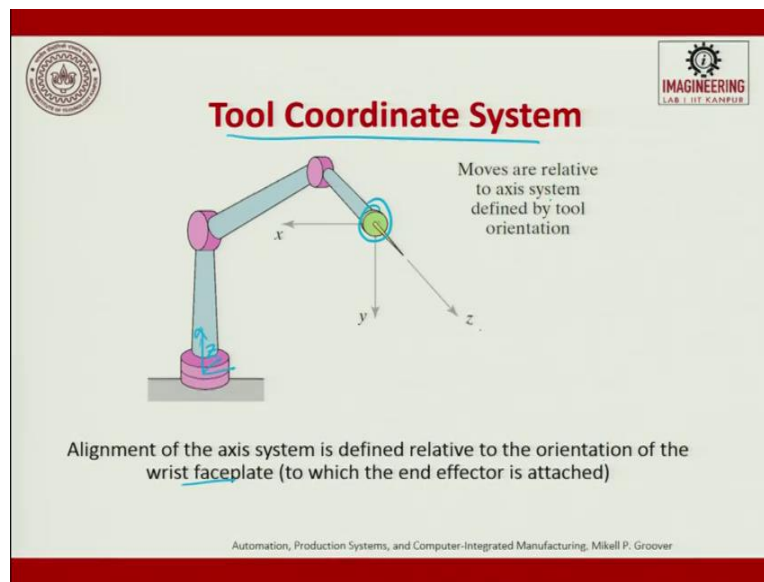 IMAGINEERING
LAB | IIT KANPUR
Tool Coordinate System
Moves are relative
to axis system
defined by tool
orientation
x
y
z
z
Alignment of the axis system is defined relative to the orientation of the
wrist faceplate (to which the end effector is attached)
Automation, Production Systems, and Computer-Integrated Manufacturing, Mikell P. Groover